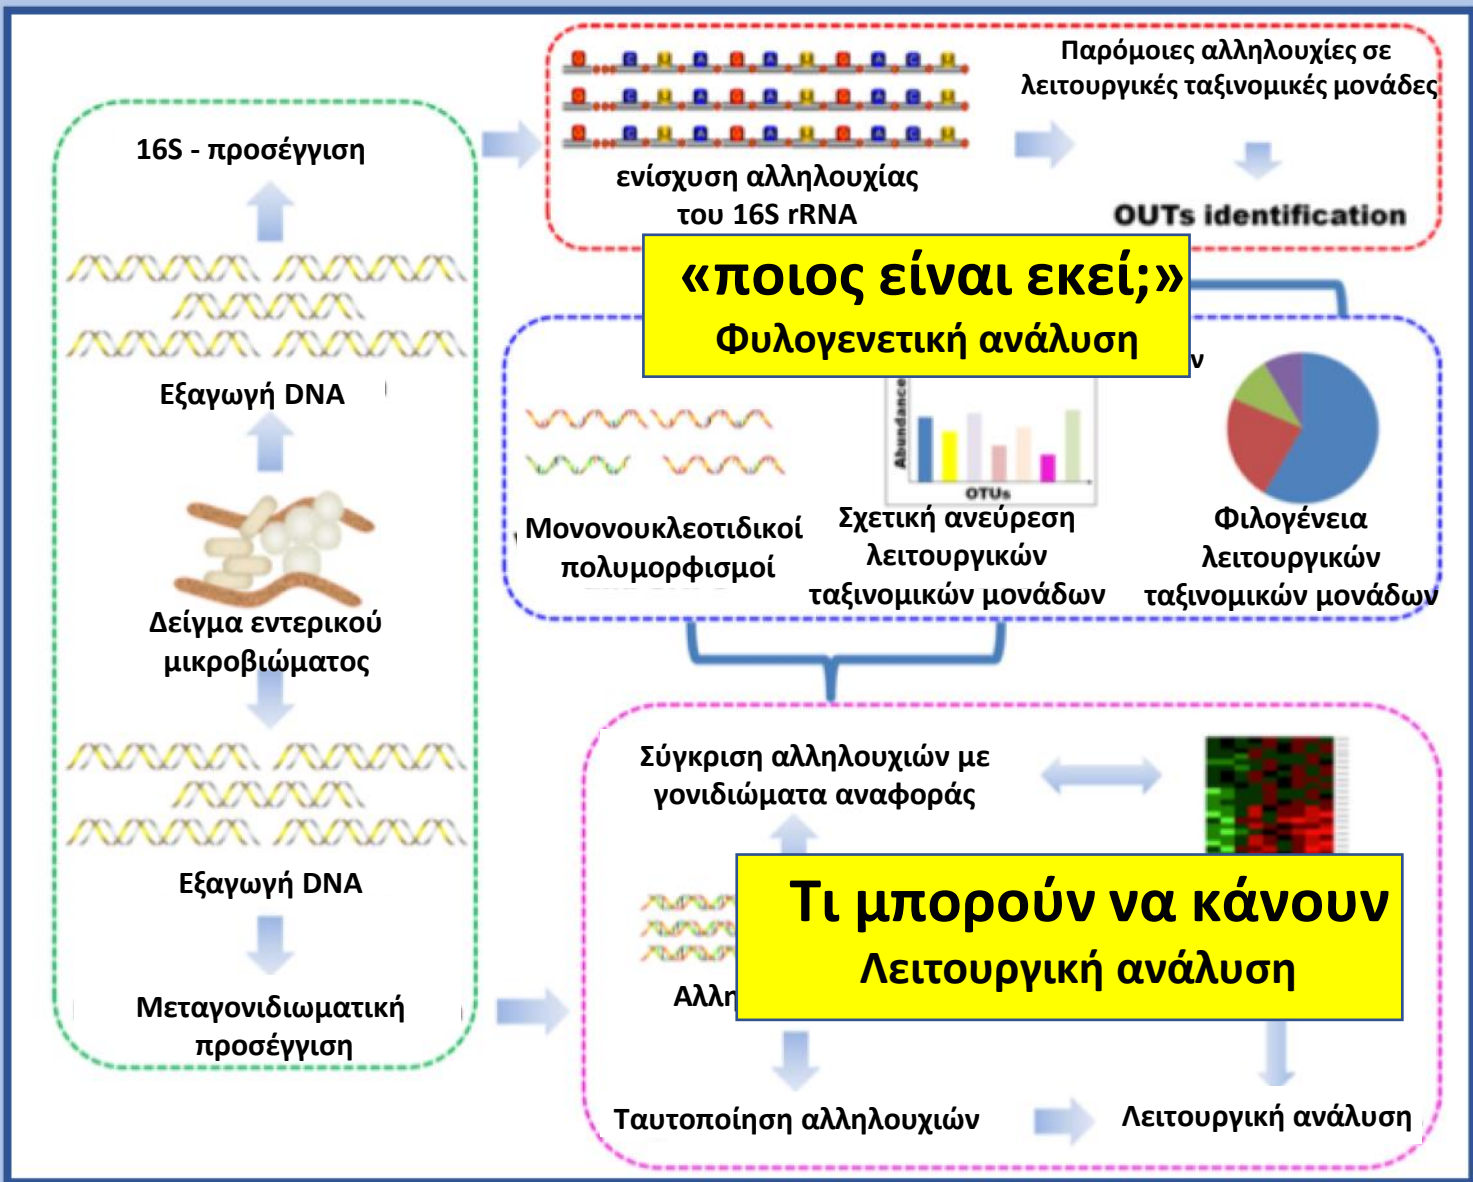 16S - προσέγγιση
Εξαγωγή DNA
Δείγμα εντερικού
μικροβιώματος
Εξαγωγή DNA
Μεταγονιδιωματική
προσέγγιση
G C U A G A U G A C U
G C U A G A U G A C U
G C U A G A U G A C U
ενίσχυση αλληλουχίας
του 16S rRNA
Παρόμοιες αλληλουχίες σε
λειτουργικές ταξινομικές μονάδες
OUTs identification
«ποιος είναι εκεί;»
Φυλογενετική ανάλυση
ν
Μονονουκλεοτιδικοί
πολυμορφισμοί
Abundance
OTUs
Σχετική ανεύρεση
λειτουργικών
ταξινομικών μονάδων
Φιλογένεια
λειτουργικών
ταξινομικών μονάδων
Σύγκριση αλληλουχιών με
γονιδιώματα αναφοράς
Τι μπορούν να κάνουν
Λειτουργική ανάλυση
Αλλη
Ταυτοποίηση αλληλουχιών
Λειτουργική ανάλυση